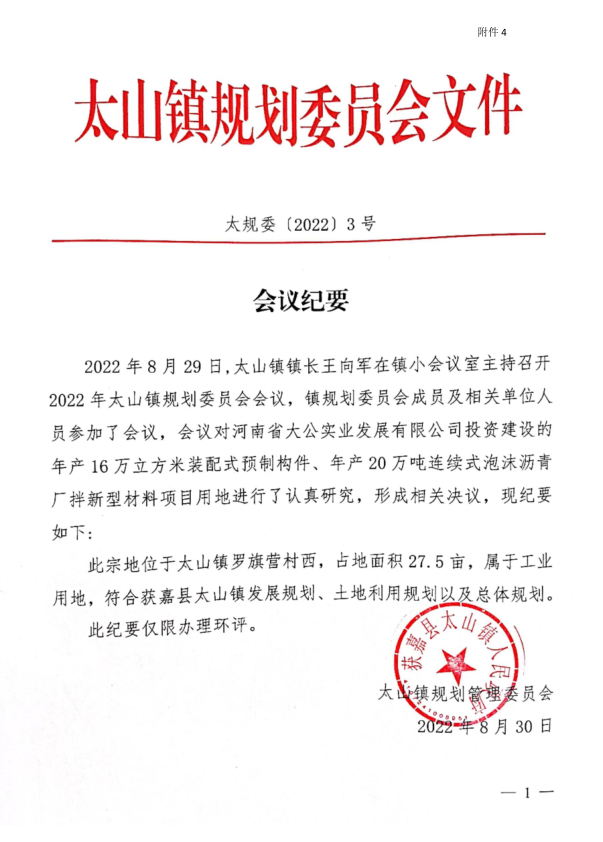 附件 4
太山镇规划委员会文件
太规委〔2022〕3 号
会议纪要
2022 年 8 月 29 日,太山镇镇长王向军在镇小会议室主持召开
2022 年太山镇规划委员会会议，镇规划委员会成员及相关单位人
员参加了会议，会议对河南省大公实业发展有限公司投资建设的
年产 16 万立方米装配式预制构件、年产 20 万吨连续式泡沫沥青
厂拌新型材料项目用地进行了认真研究，形成相关决议，现纪要
如下:
此宗地位于太山镇罗旗营村西，占地面积 27.5 亩，属于工业
用地，符合获嘉县太山镇发展规划、土地利用规划以及总体规划。
此纪要仅限办理环评。
获嘉县太山镇人民政府
太山镇规划管理委员会
2022 年 8 月 30 日
— 1 —